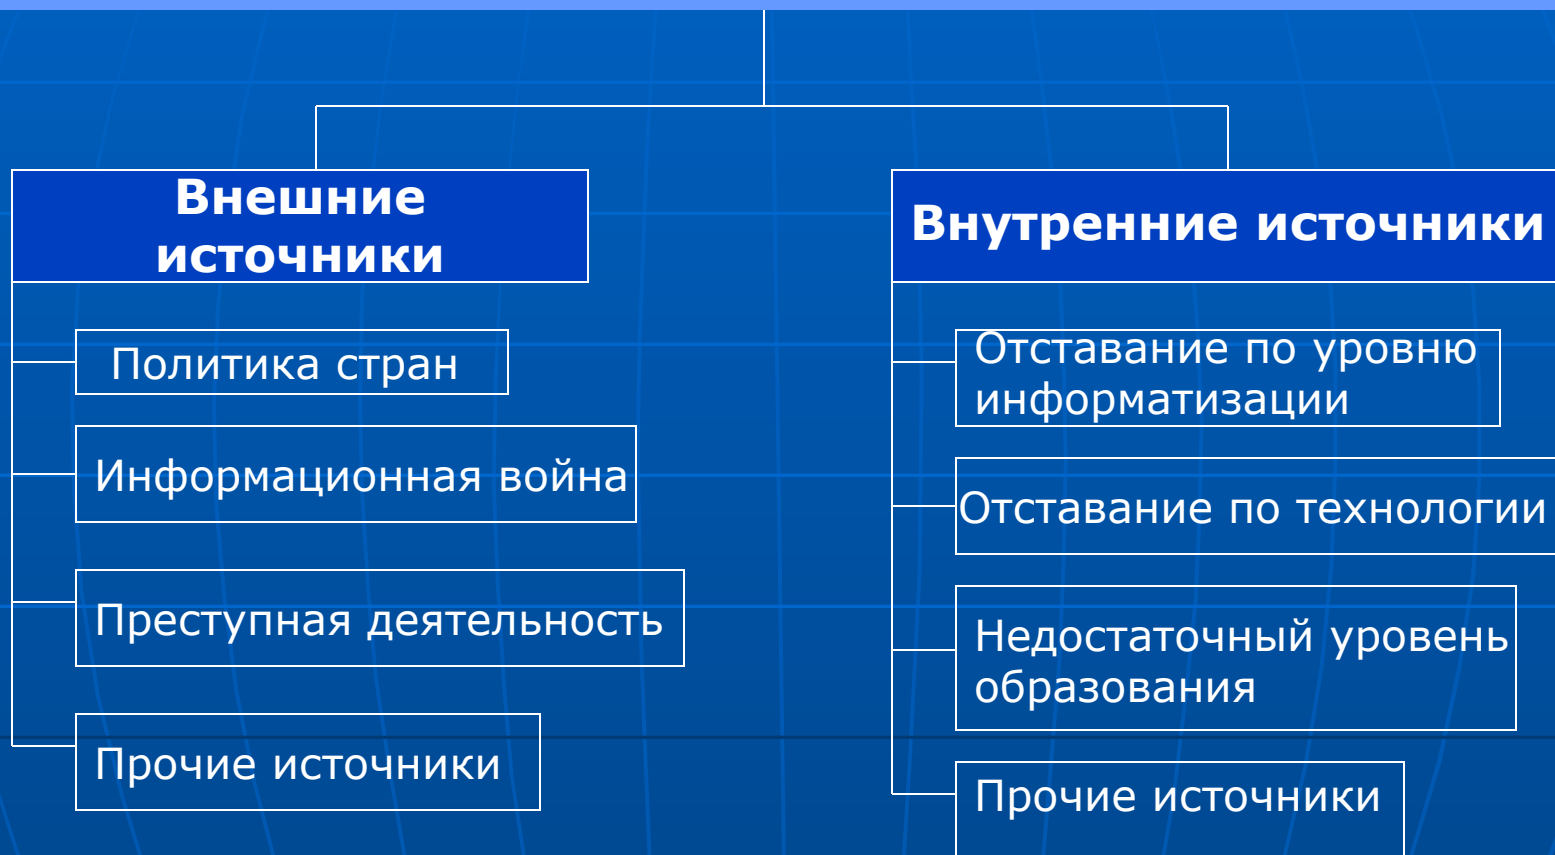 Внешние
источники
Политика стран
Информационная война
Преступная деятельность
Прочие источники
Внутренние источники
Отставание по уровню
информатизации
Отставание по технологии
Недостаточный уровень
образования
Прочие источники